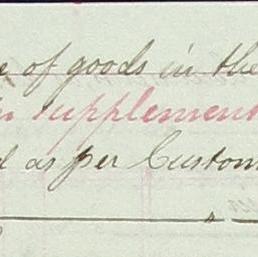 of goods in the
supplement
as per Custom